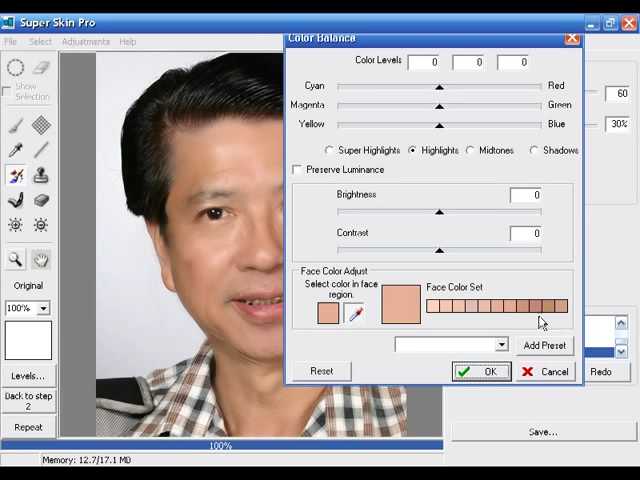 Super Skin Pro
File Select Adjustments Help
Show
Selection
Original
100%
Levels...
Back to step
2
Repeat
Color Balance
Color Levels 0 0 0
Cyan Red
Magenta Green
Yellow Blue
Super Highlights Highlights Midtones Shadows
Preserve Luminance
Brightness 0
Contrast 0
Face Color Adjust
Select color in face
region.
Face Color Set
Add Preset
Reset OK Cancel
60
30%
Redo
Save...
100%
Memory: 12.7/17.1 MB